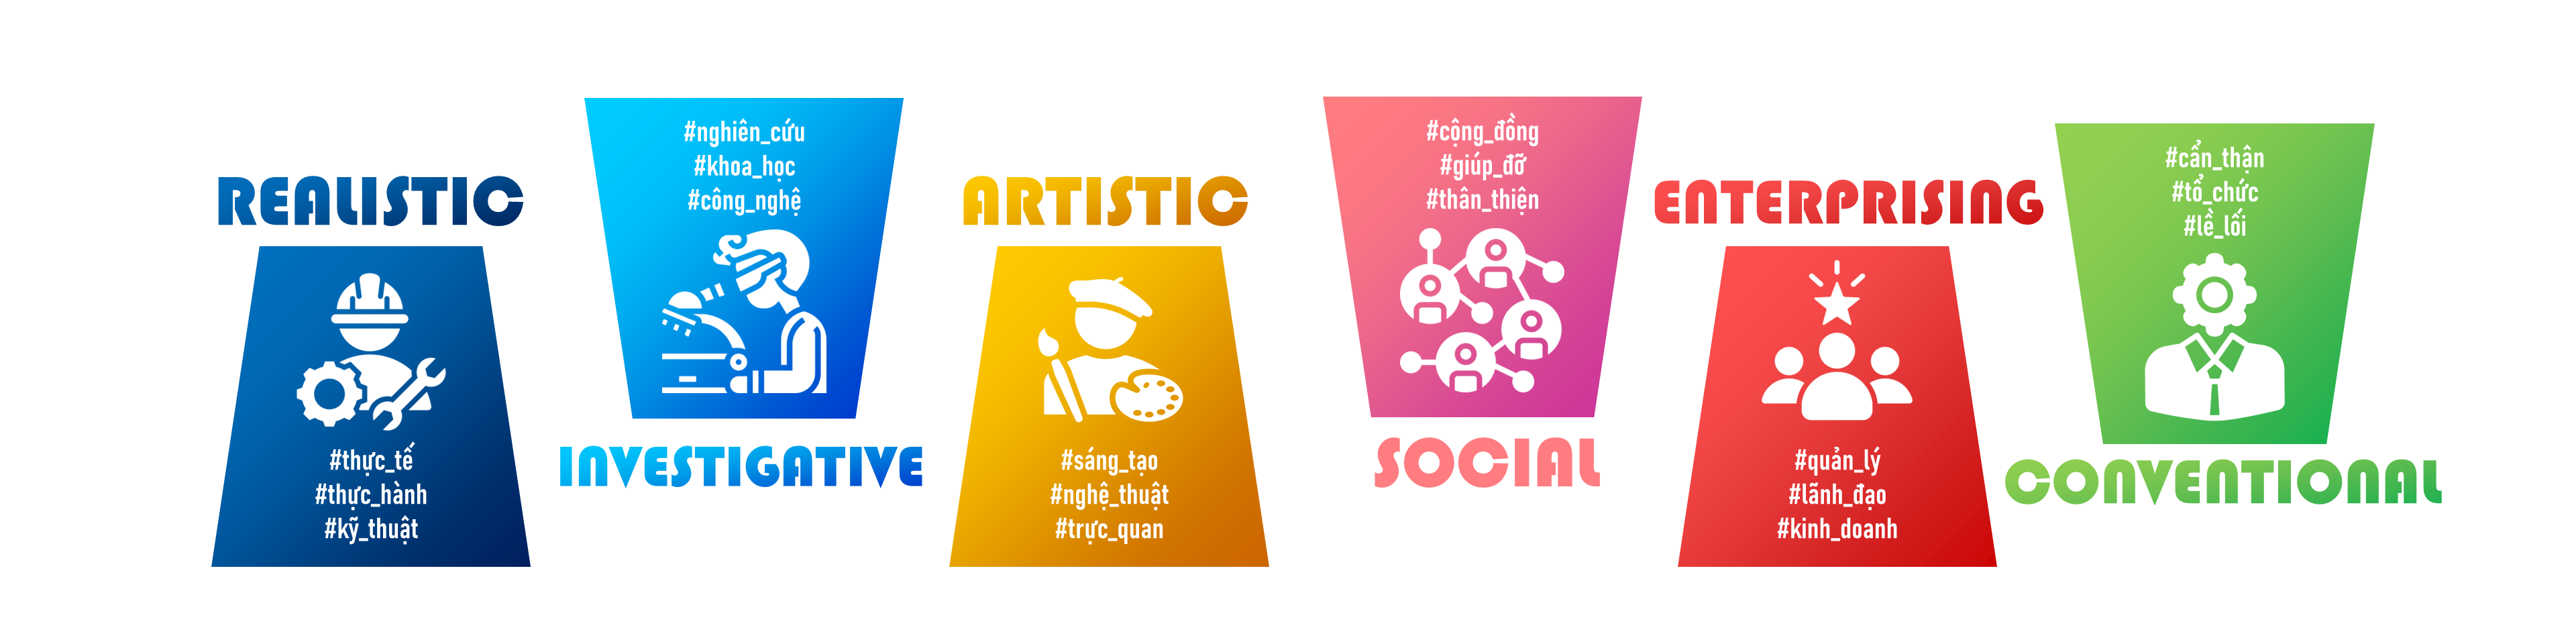 REALISTIC
#thực_tế
#thực_hành
#kỹ_thuật
#nghiên_cứu
#khoa_học
#công_nghệ
INVESTIGATIVE
ARTISTIC
#sáng_tạo
#nghệ_thuật
#trực_quan
#cộng_đồng
#giúp_đỡ
#thân_thiện
SOCIAL
ENTERPRISING
#quản_lý
#lãnh_đạo
#kinh_doanh
#cẩn_thận
#tổ_chức
#lề_lối
CONVENTIONAL